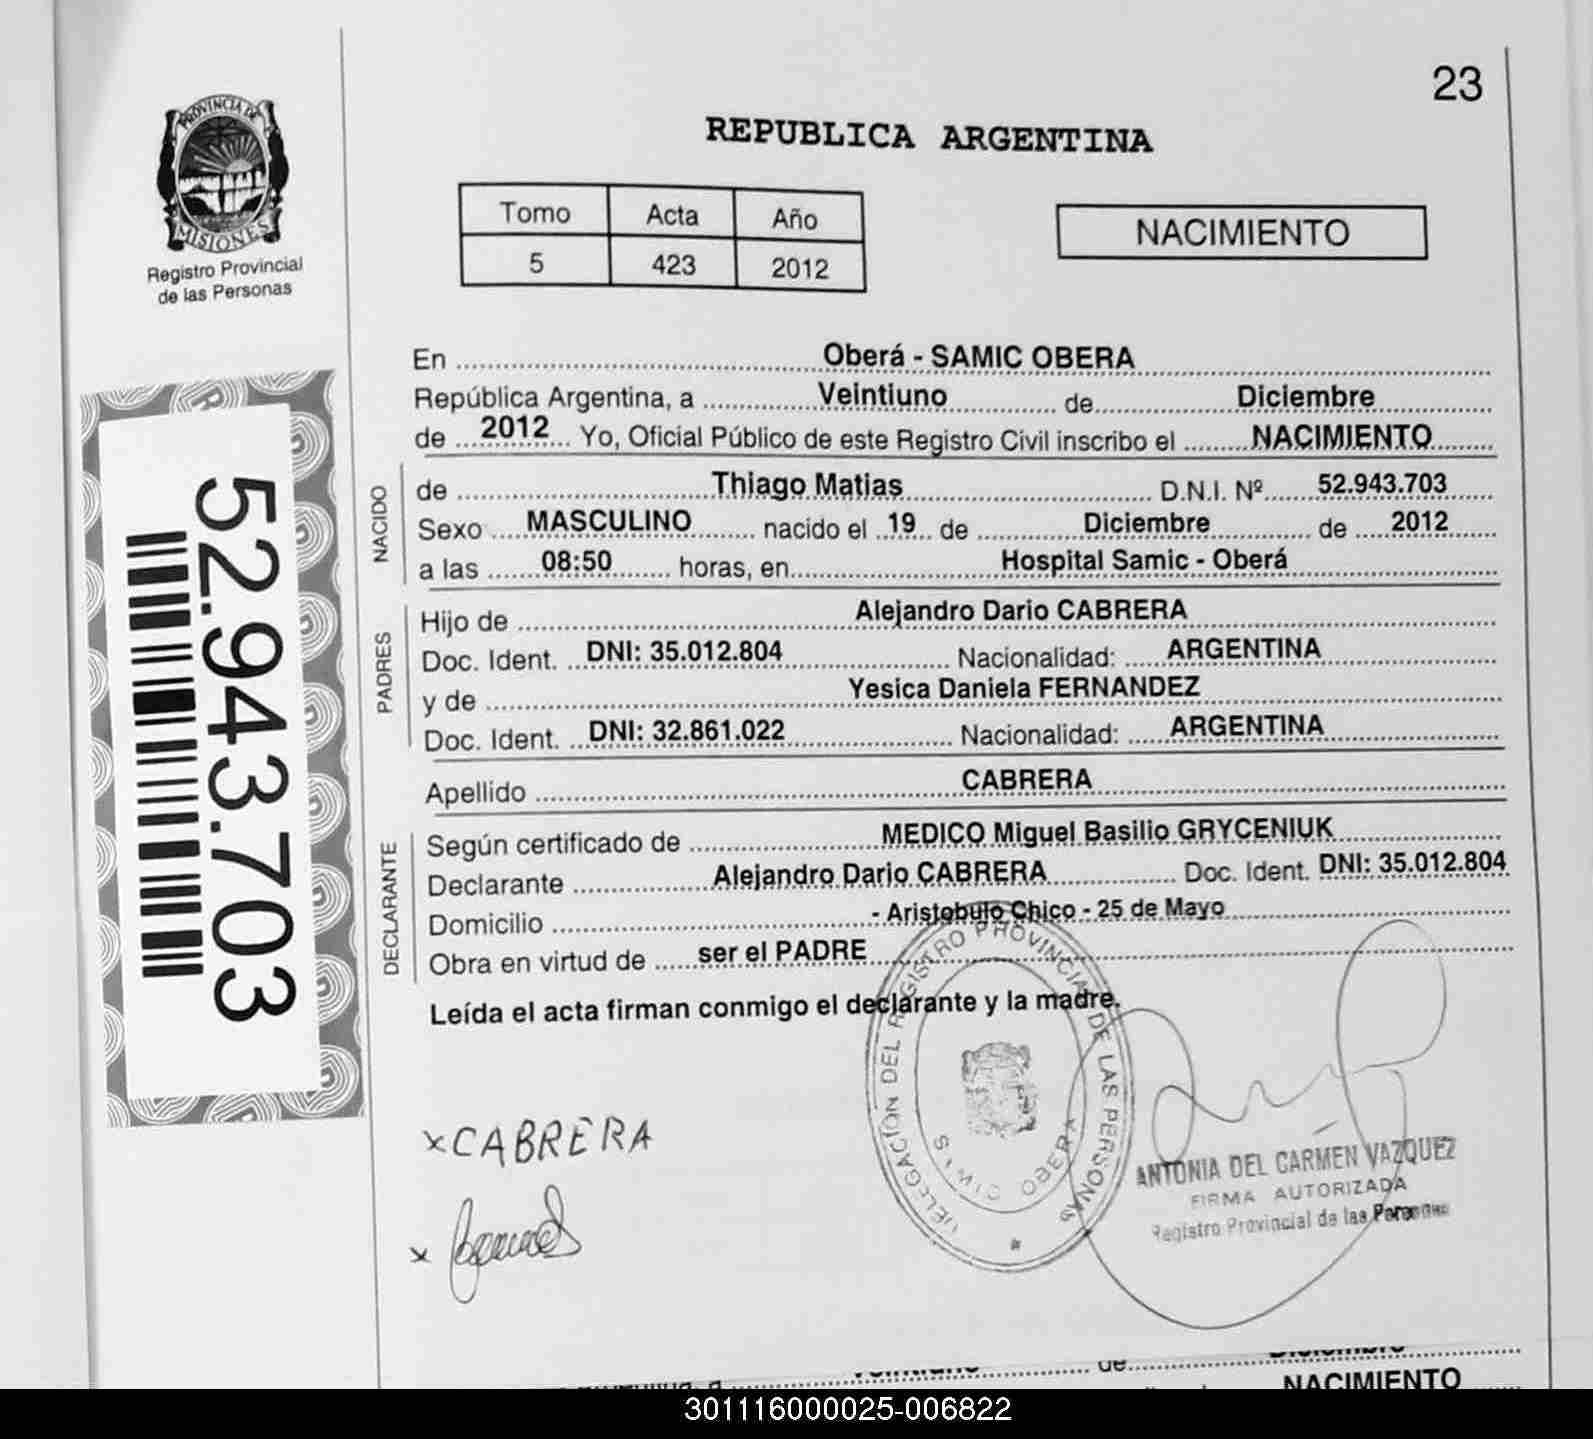 23
PROVINCIA DE
MISIONES
Registro Provincial
de las Personas
REPUBLICA ARGENTINA
Tomo Acta Año
5 423 2012
NACIMIENTO
52.943.703
En Oberá - SAMIC OBERA
República Argentina, a Veintiuno de Diciembre
de 2012 Yo, Oficial Público de este Registro Civil inscribo el NACIMIENTO
NACIDO
de Thiago Matias D.N.I. Nº 52.943.703
Sexo MASCULINO nacido el 19 de Diciembre de 2012
a las 08:50 horas, en Hospital Samic - Oberá
PADRES
Hijo de Alejandro Dario CABRERA
Doc. Ident. DNI: 35.012.804 Nacionalidad: ARGENTINA
y de Yesica Daniela FERNANDEZ
Doc. Ident. DNI: 32.861.022 Nacionalidad: ARGENTINA
Apellido CABRERA
DECLARANTE
Según certificado de MEDICO Miguel Basilio GRYCENIUK
Declarante Alejandro Dario CABRERA Doc. Ident. DNI: 35.012.804
Domicilio - Aristobulo Chico - 25 de Mayo
Obra en virtud de ser el PADRE
Leída el acta firman conmigo el declarante y la madre.
DELEGACIÓN DEL REGISTRO PROVINCIAL DE LAS PERSONAS
SAMIC OBERA
x CABRERA
x
ANTONIA DEL CARMEN VAZQUEZ
FIRMA AUTORIZADA
Registro Provincial de las Personas
Veintiuno de Diciembre
NACIMIENTO
301116000025-006822